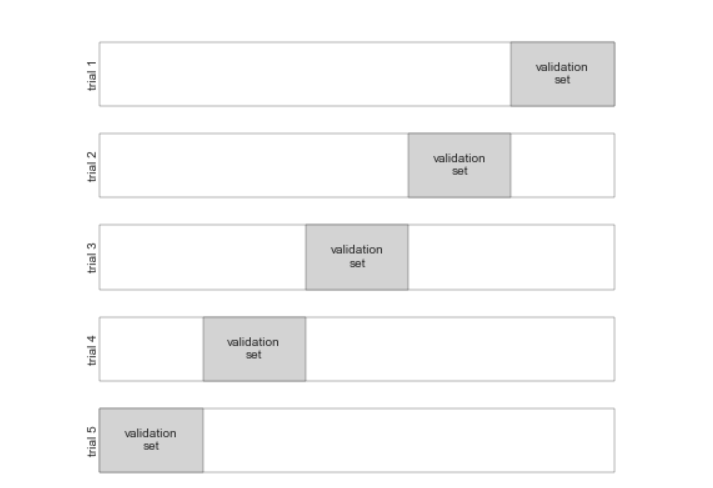 trial 1
validation
set
trial 2
validation
set
trial 3
validation
set
trial 4
validation
set
trial 5
validation
set